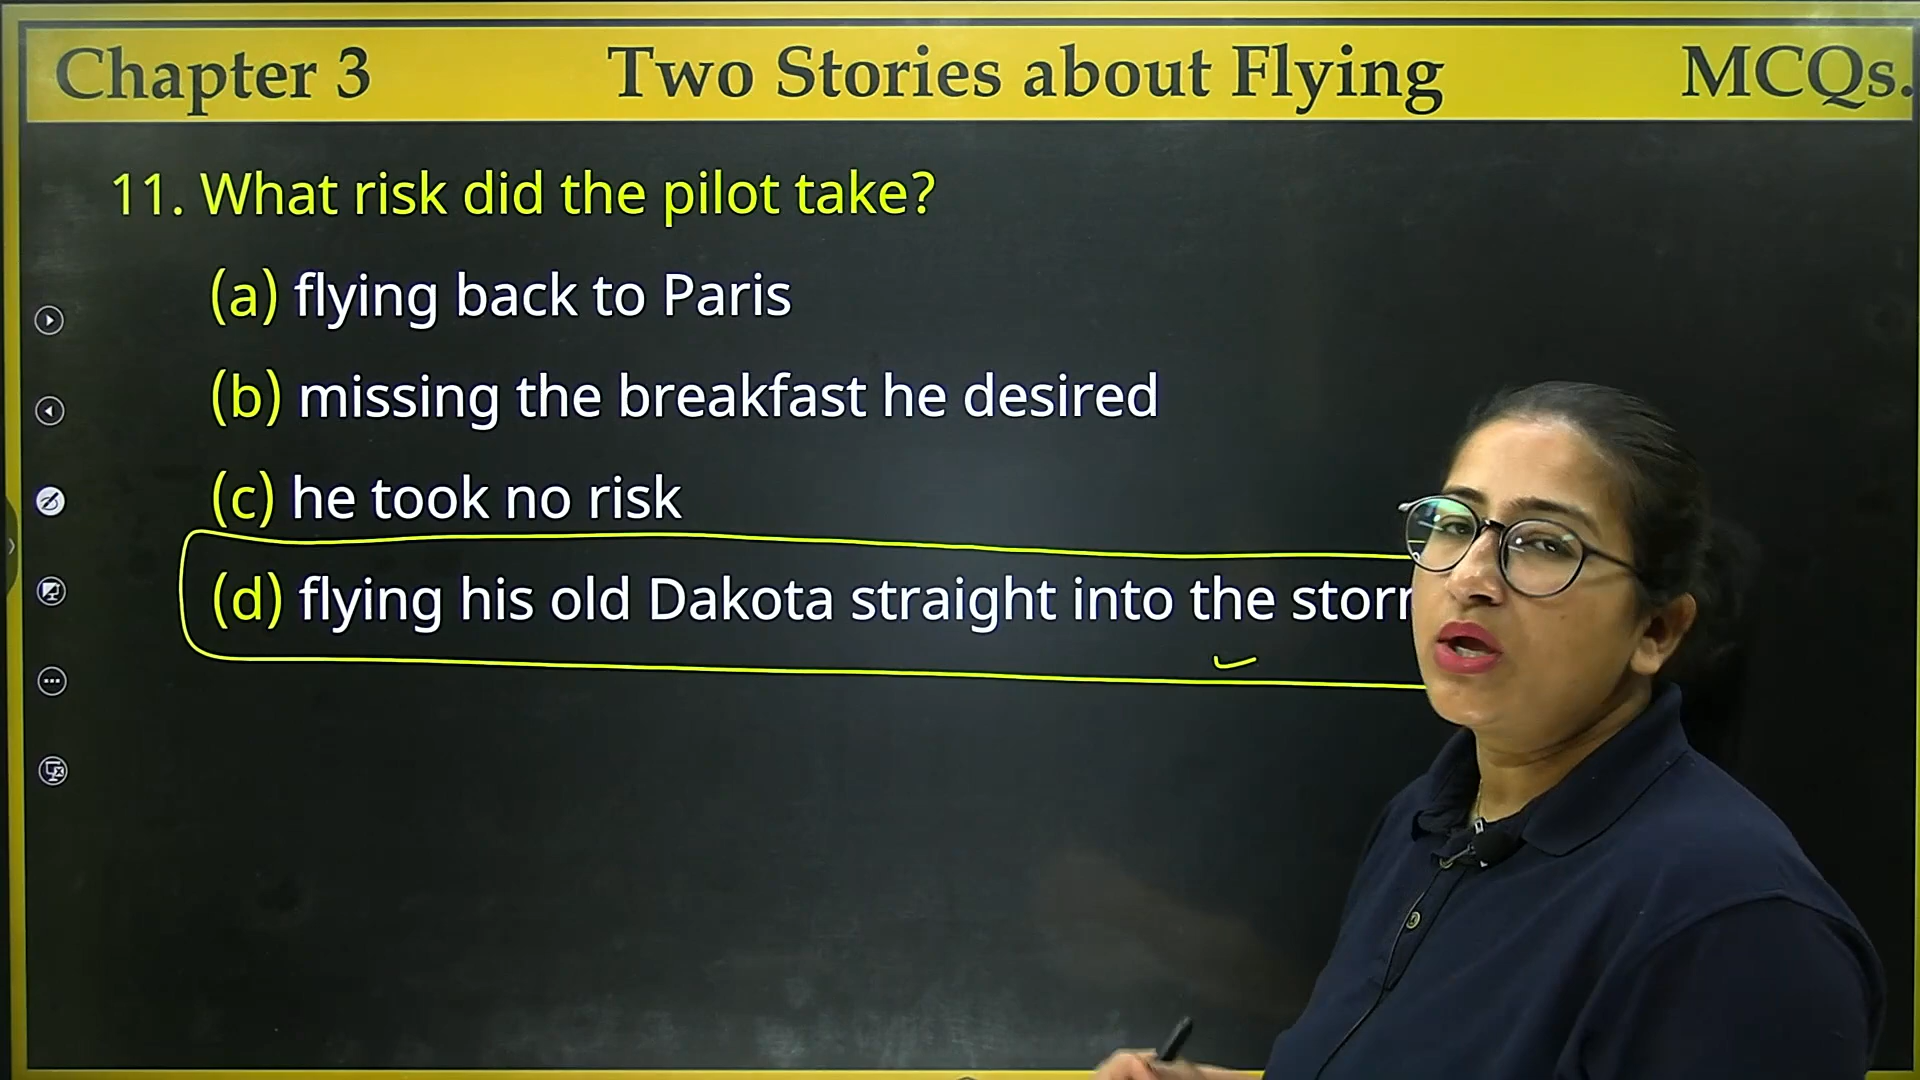 Chapter 3 Two Stories about Flying MCQs.
11. What risk did the pilot take?
(a) flying back to Paris
(b) missing the breakfast he desired
(c) he took no risk
(d) flying his old Dakota straight into the